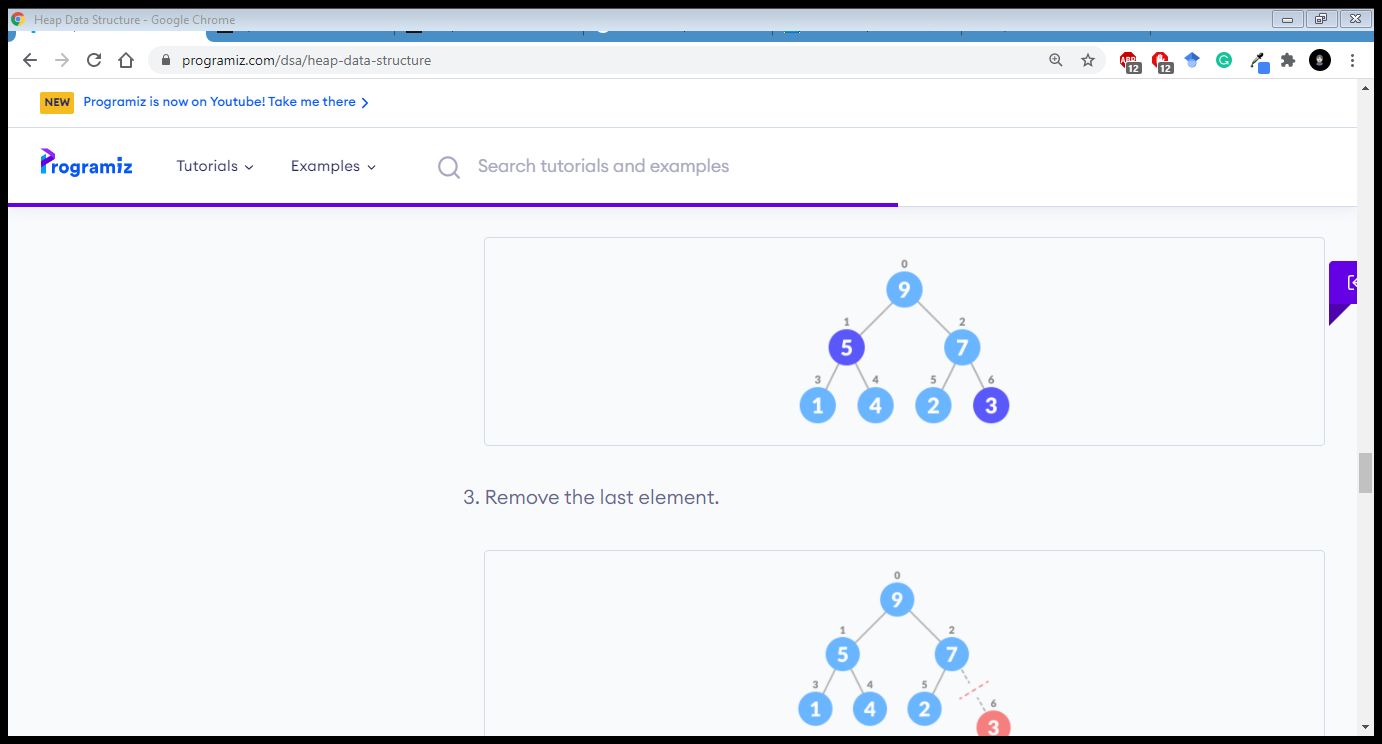 Heap Data Structure - Google Chrome
programiz.com/dsa/heap-data-structure
12 12
NEW Programiz is now on Youtube! Take me there
Programiz Tutorials Examples Search tutorials and examples
0
9
1 2
5 7
3 4 5 6
1 4 2 3
3. Remove the last element.
0
9
1 2
5 7
3 4 5 6
1 4 2 3